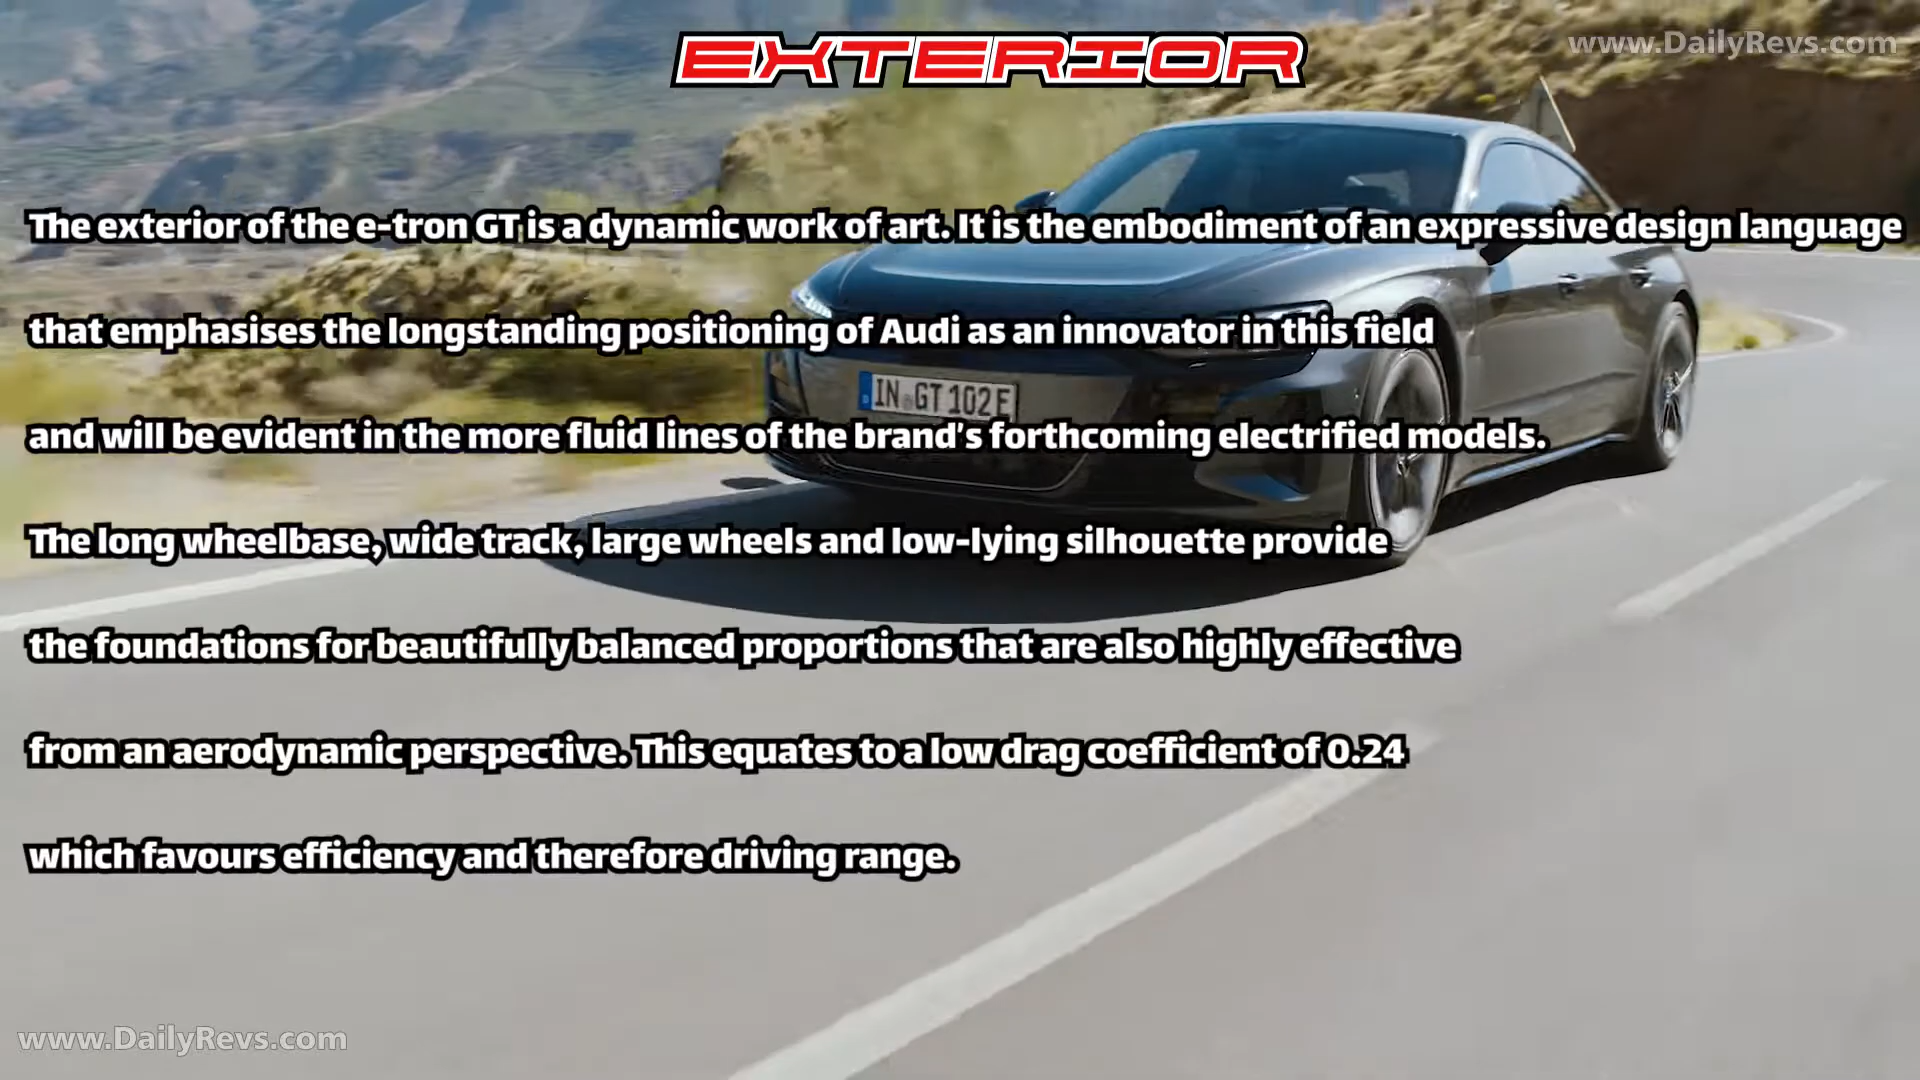 EXTERIOR
www.DailyRevs.com
The exterior of the e-tron GT is a dynamic work of art. It is the embodiment of an expressive design language
that emphasises the longstanding positioning of Audi as an innovator in this field
IN GT 102E
and will be evident in the more fluid lines of the brand's forthcoming electrified models.
The long wheelbase, wide track, large wheels and low-lying silhouette provide
the foundations for beautifully balanced proportions that are also highly effective
from an aerodynamic perspective. This equates to a low drag coefficient of 0.24
which favours efficiency and therefore driving range.
www.DailyRevs.com